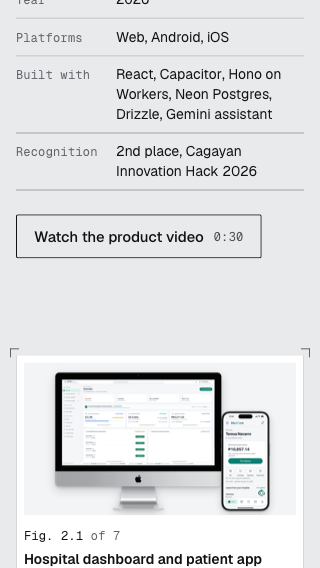 Year 2026
Platforms Web, Android, iOS
Built with React, Capacitor, Hono on
Workers, Neon Postgres,
Drizzle, Gemini assistant
Recognition 2nd place, Cagayan
Innovation Hack 2026
Watch the product video 0:30
Fig. 2.1 of 7
Hospital dashboard and patient app